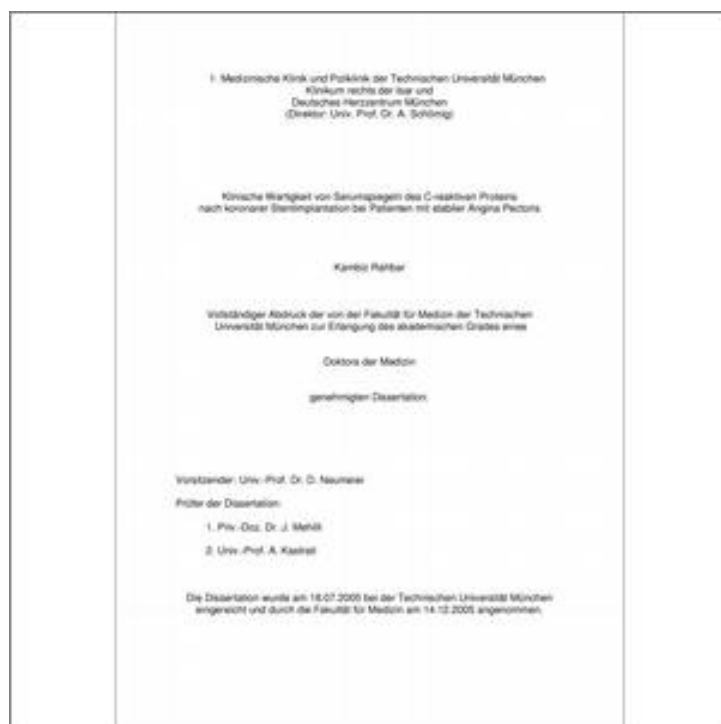 I. Medizinische Klinik und Poliklinik der Technischen Universität München
Klinikum rechts der Isar und
Deutsches Herzzentrum München
(Direktor: Univ. Prof. Dr. A. Schömig)
Klinische Wertigkeit von Serumspiegeln des C-reaktiven Proteins
nach koronarer Stentimplantation bei Patienten mit stabiler Angina Pectoris
Kambiz Rahbar
Vollständiger Abdruck der von der Fakultät für Medizin der Technischen
Universität München zur Erlangung des akademischen Grades eines
Doktors der Medizin
genehmigten Dissertation.
Vorsitzender: Univ.-Prof. Dr. D. Neumeier
Prüfer der Dissertation:
1. Priv.-Doz. Dr. J. Mehilli
2. Univ.-Prof. A. Kastrati
Die Dissertation wurde am 18.07.2005 bei der Technischen Universität München
eingereicht und durch die Fakultät für Medizin am 14.12.2005 angenommen.